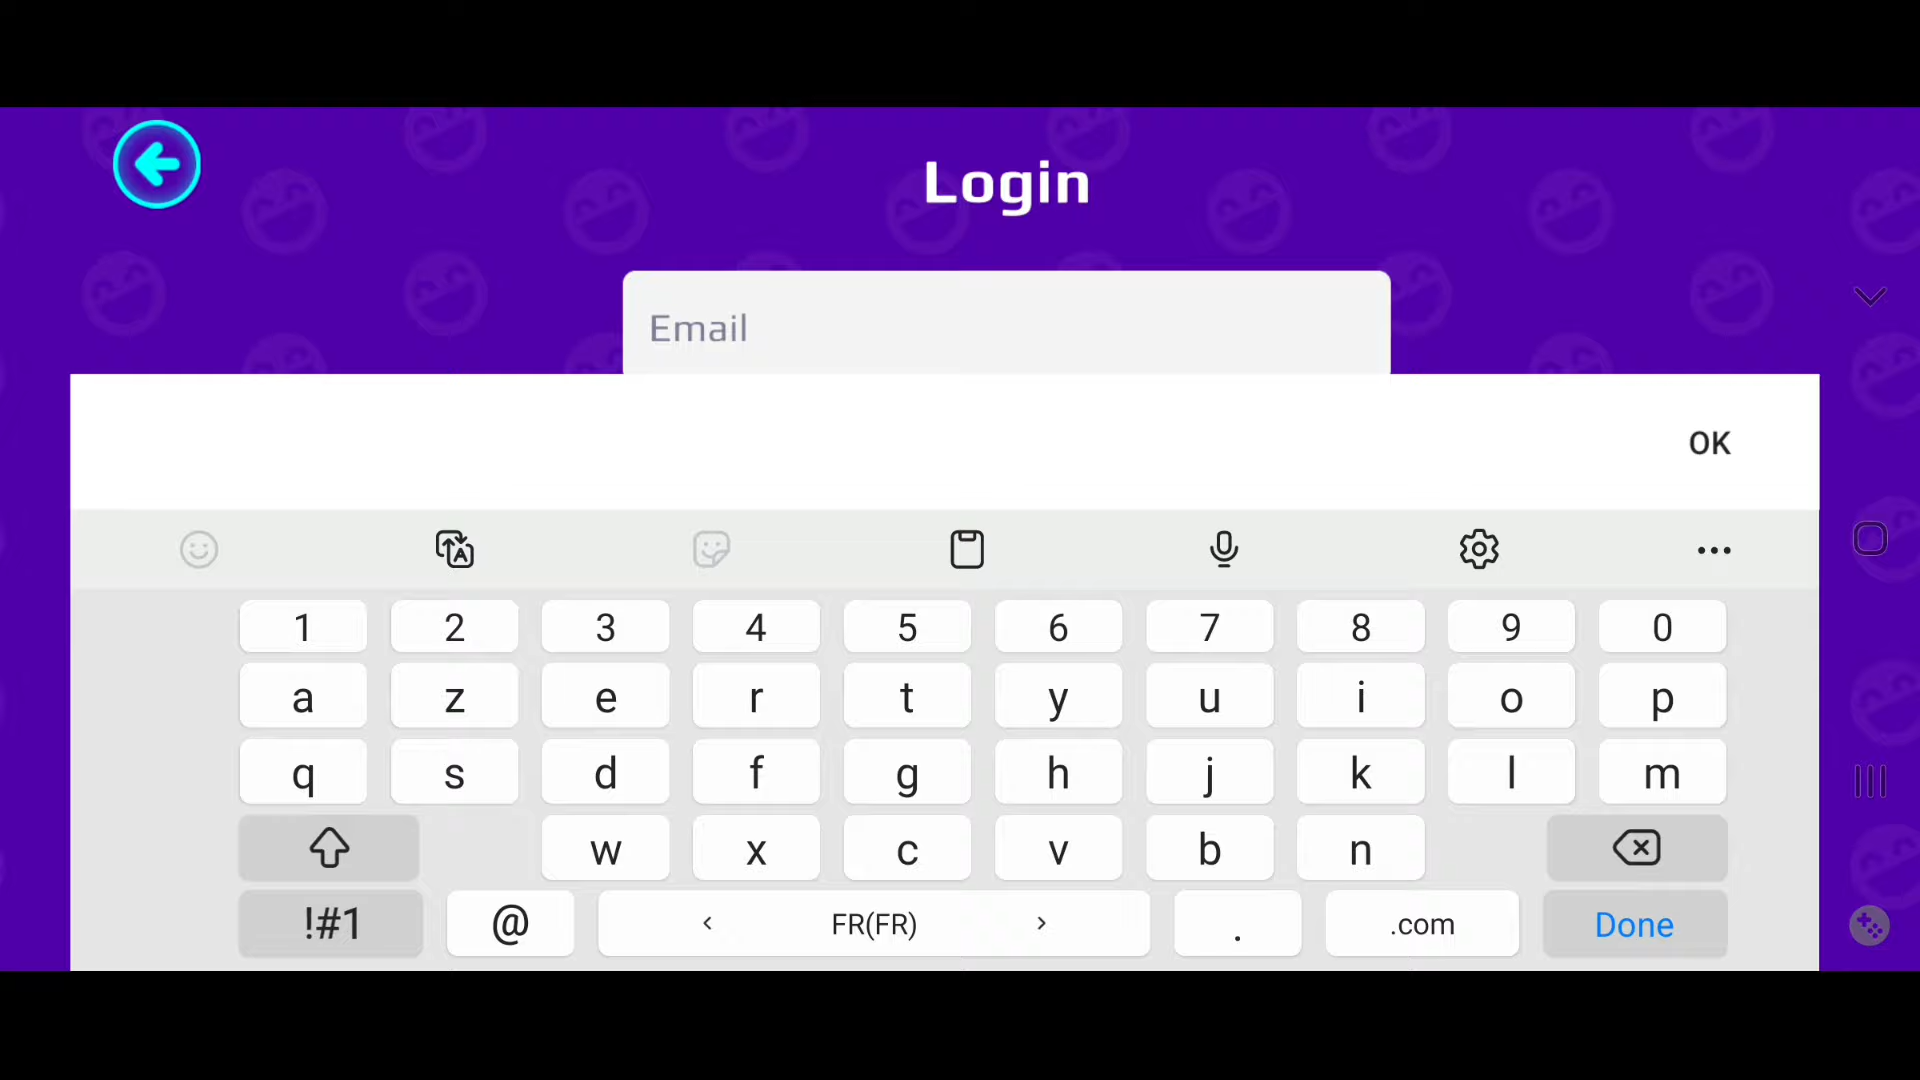 Login
Email
OK
1 2 3 4 5 6 7 8 9 0
a z e r t y u i o p
q s d f g h j k l m
w x c v b n
!#1 @ FR(FR) . .com Done